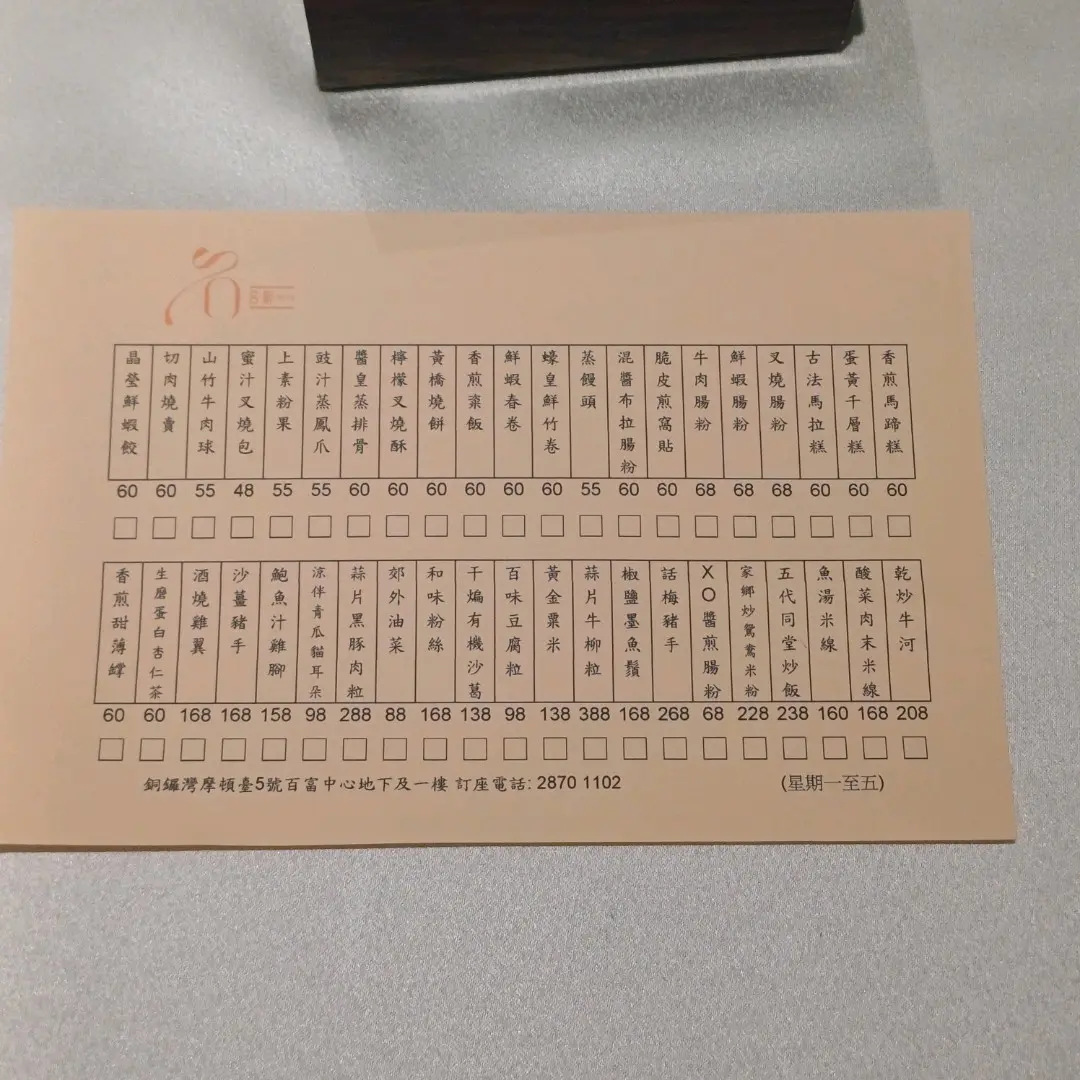 晶瑩鮮蝦餃
切肉燒賣
山竹牛肉球
蜜汁叉燒包
上素粉果
豉汁蒸鳳爪
醬皇蒸排骨
檸檬叉燒酥
黃橋燒餅
香煎粢飯
鮮蝦春卷
蠔皇鮮竹卷
蒸饅頭
混醬布拉腸粉
脆皮煎窩貼
牛肉腸粉
鮮蝦腸粉
叉燒腸粉
古法馬拉糕
蛋黃千層糕
香煎馬蹄糕
60 60 55 48 55 55 60 60 60 60 60 60 55 60 60 68 68 68 60 60 60
香煎甜薄罉
生磨蛋白杏仁茶
酒燒雞翼
沙薑豬手
鮑魚汁雞腳
涼伴青瓜貓耳朵
蒜片黑豚肉粒
郊外油菜
和味粉絲
干煸有機沙葛
百味豆腐粒
黃金粟米
蒜片牛柳粒
椒鹽墨魚鬚
話梅豬手
XO醬煎腸粉
家鄉炒鴛鴦米粉
五代同堂炒飯
魚湯米線
酸菜肉末米線
乾炒牛河
60 60 168 168 158 98 288 88 168 138 98 138 388 168 268 68 228 238 160 168 208
銅鑼灣摩頓臺5號百富中心地下及一樓 訂座電話: 2870 1102
(星期一至五)